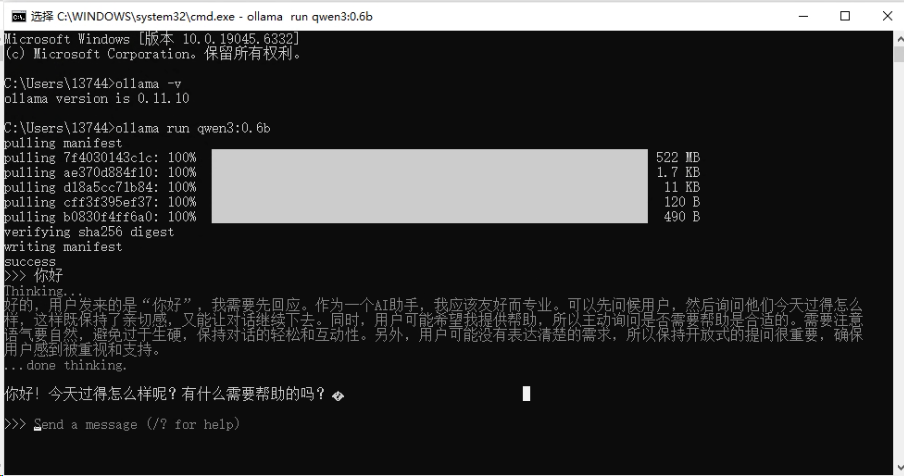 选择 C:\WINDOWS\system32\cmd.exe - ollama  run qwen3:0.6b
Microsoft Windows [版本 10.0.19045.6332]
(c) Microsoft Corporation。保留所有权利。
C:\Users\13744>ollama -v
ollama version is 0.11.10
C:\Users\13744>ollama run qwen3:0.6b
pulling manifest
pulling 7f4030143c1c: 100% 522 MB
pulling ae370d884f10: 100% 1.7 KB
pulling d18a5cc71b84: 100% 11 KB
pulling cff3f395ef37: 100% 120 B
pulling b0830f4ff6a0: 100% 490 B
verifying sha256 digest
writing manifest
success
>>> 你好
Thinking...
好的，用户发来的是“你好”，我需要先回应。作为一个AI助手，我应该友好而专业。可以先问候用户，然后询问他们今天过得怎么
样，这样既保持了亲切感，又能让对话继续下去。同时，用户可能希望我提供帮助，所以主动询问是否需要帮助是合适的。需要注意
语气要自然，避免过于生硬，保持对话的轻松和互动性。另外，用户可能没有表达清楚的需求，所以保持开放式的提问很重要，确保
用户感到被重视和支持。
...done thinking.
你好！今天过得怎么样呢？有什么需要帮助的吗？�
>>> Send a message (/? for help)